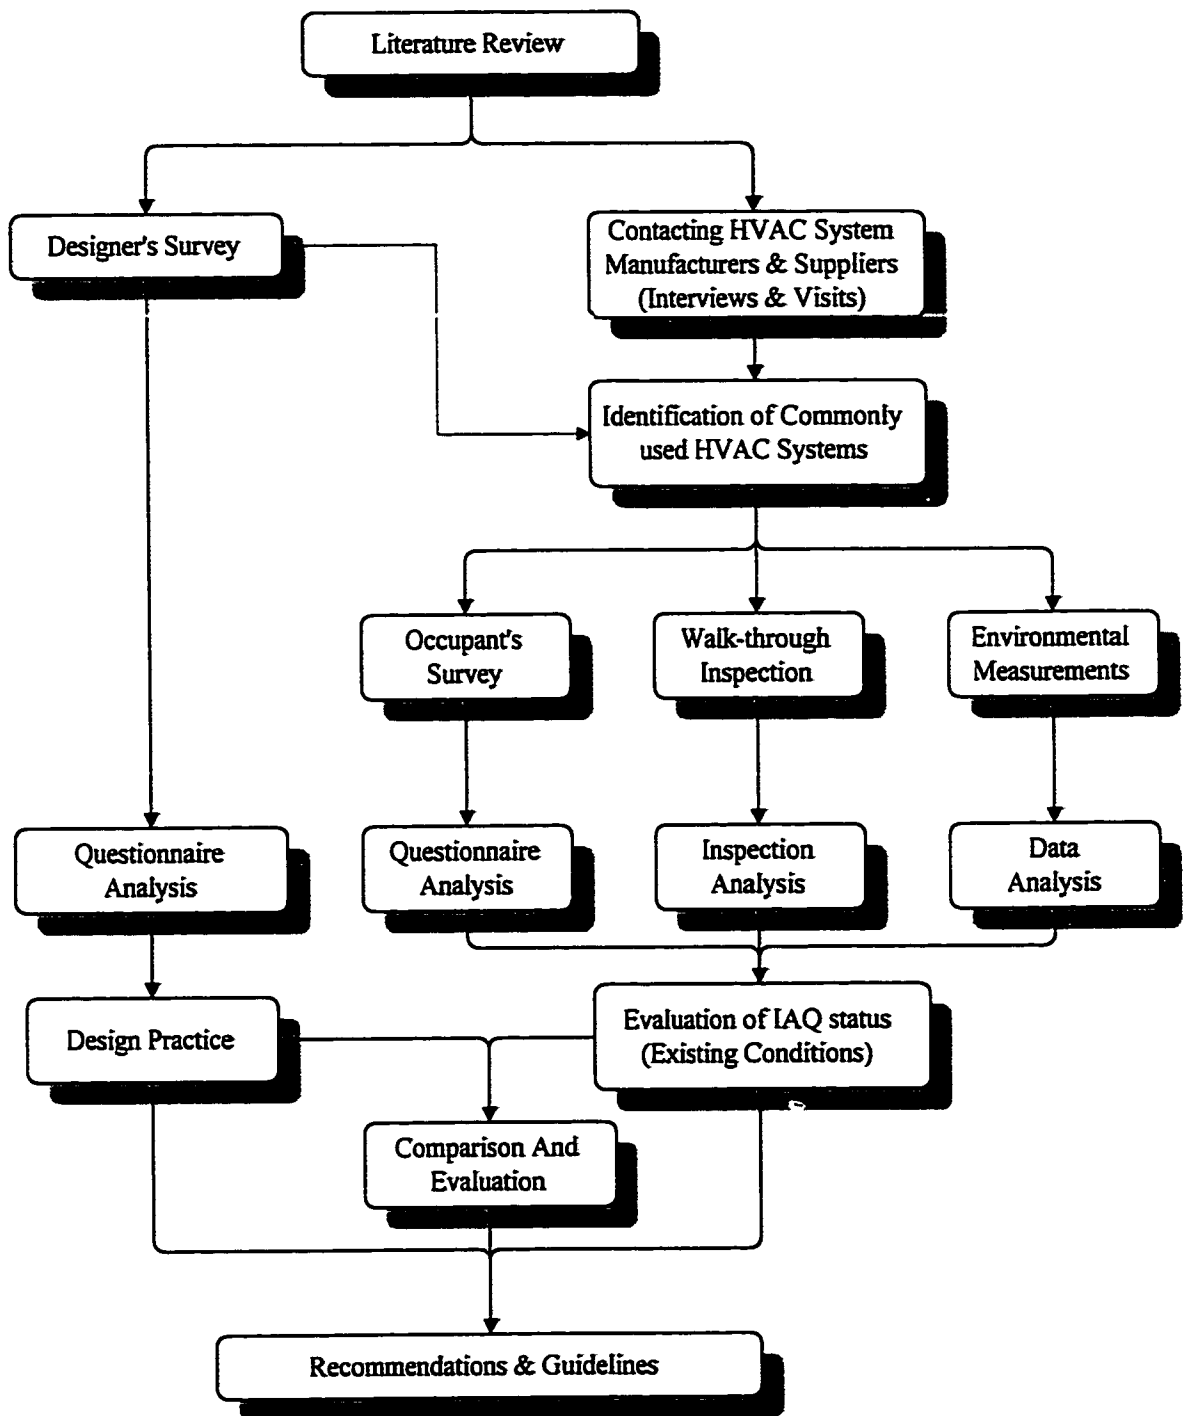 Literature Review
Designer's Survey
Contacting HVAC System
Manufacturers & Suppliers
(Interviews & Visits)
Identification of Commonly
used HVAC Systems
Occupant's
Survey
Walk-through
Inspection
Environmental
Measurements
Questionnaire
Analysis
Questionnaire
Analysis
Inspection
Analysis
Data
Analysis
Design Practice
Evaluation of IAQ status
(Existing Conditions)
Comparison And
Evaluation
Recommendations & Guidelines